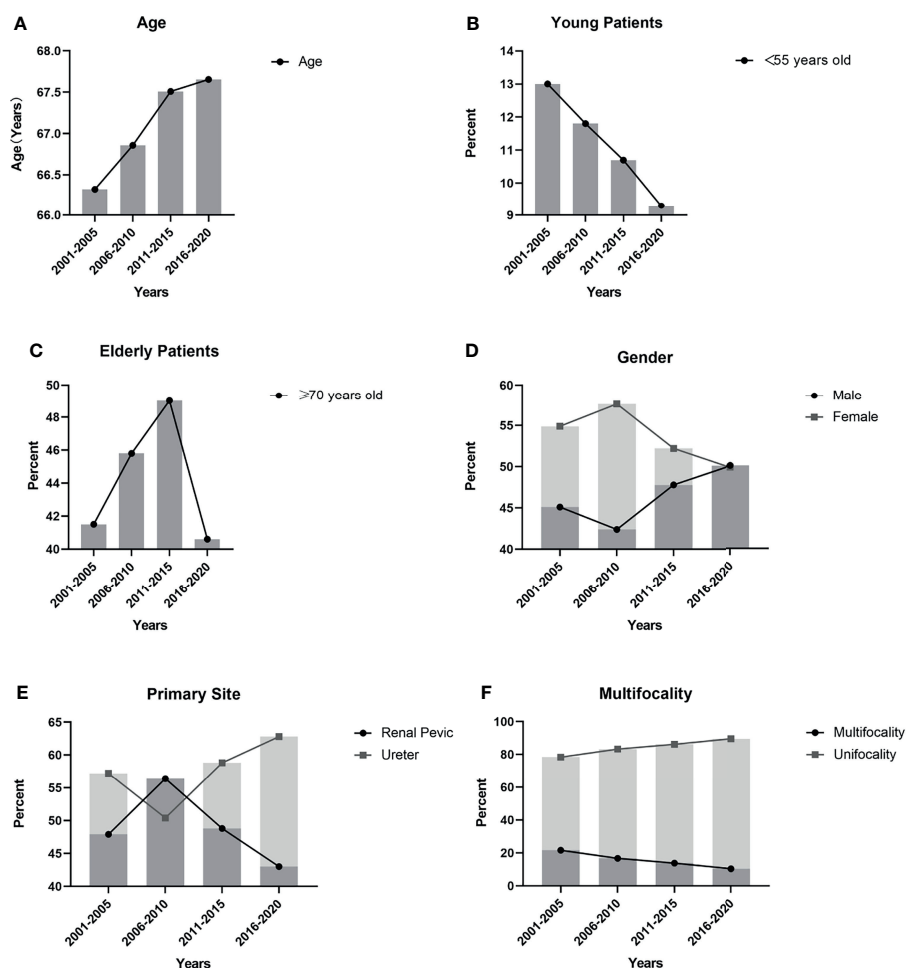 A
Age
68.0
67.5
67.0
66.5
66.0
Age(Years)
2001-2005
2006-2010
2011-2015
2016-2020
Years
Age
B
Young Patients
14
13
12
11
10
9
Percent
2001-2005
2006-2010
2011-2015
2016-2020
Years
<55 years old
C
Elderly Patients
50
48
46
44
42
40
Percent
2001-2005
2006-2010
2011-2015
2016-2020
Years
≥70 years old
D
Gender
60
55
50
45
40
Percent
2001-2005
2006-2010
2011-2015
2016-2020
Years
Male
Female
E
Primary Site
65
60
55
50
45
40
Percent
2001-2005
2006-2010
2011-2015
2016-2020
Years
Renal Pevic
Ureter
F
Multifocality
100
80
60
40
20
0
Percent
2001-2005
2006-2010
2011-2015
2016-2020
Years
Multifocality
Unifocality